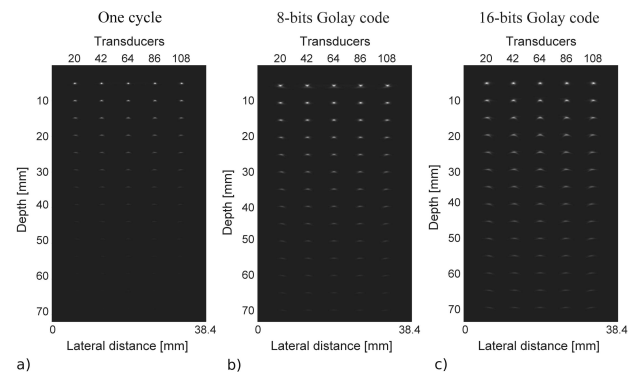 One cycle
Transducers
20 42 64 86 108
10
20
30
40
50
60
70
Depth [mm]
0 38.4
Lateral distance [mm]
a)
8-bits Golay code
Transducers
20 42 64 86 108
10
20
30
40
50
60
70
Depth [mm]
0 38.4
Lateral distance [mm]
b)
16-bits Golay code
Transducers
20 42 64 86 108
10
20
30
40
50
60
70
Depth [mm]
0 38.4
Lateral distance [mm]
c)